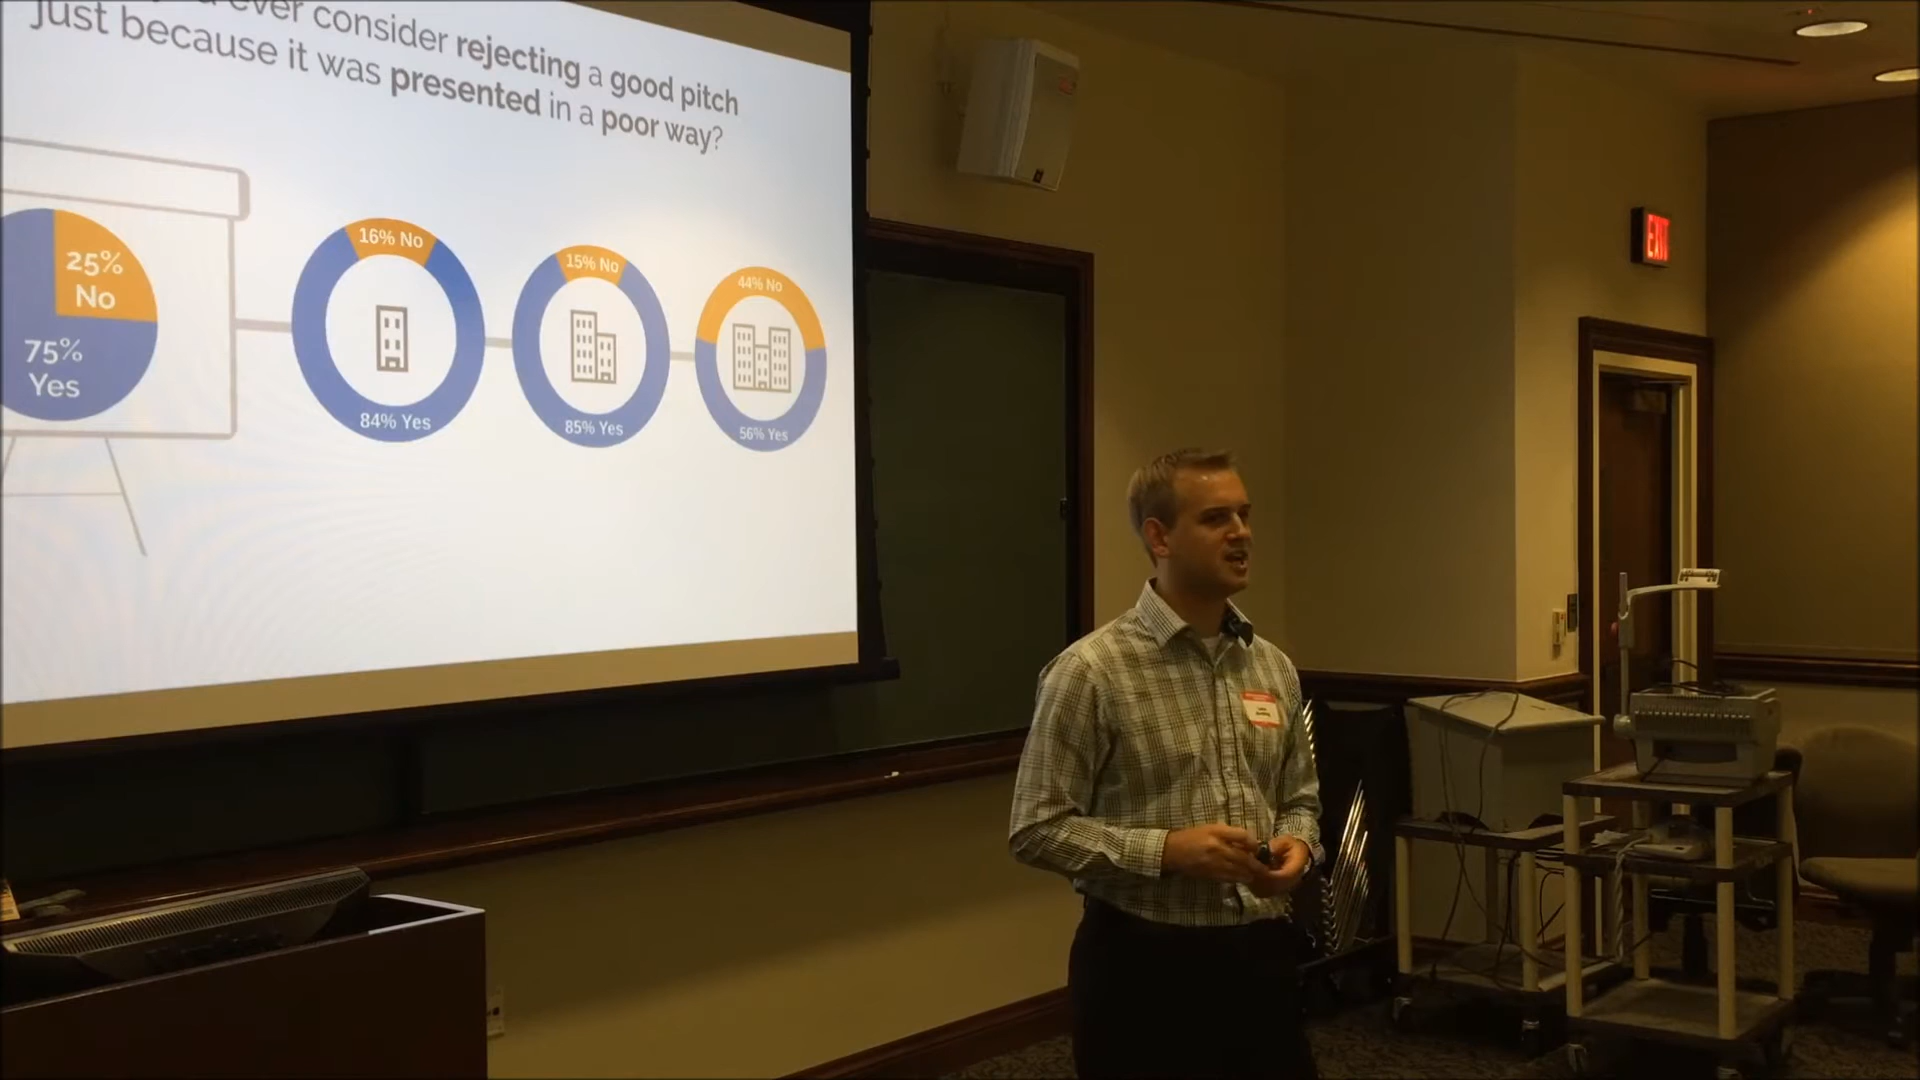 ever consider rejecting a good pitch
Just because it was presented in a poor way?
25%
No
75%
Yes
16% No
84% Yes
15% No
85% Yes
44% No
56% Yes
EXIT